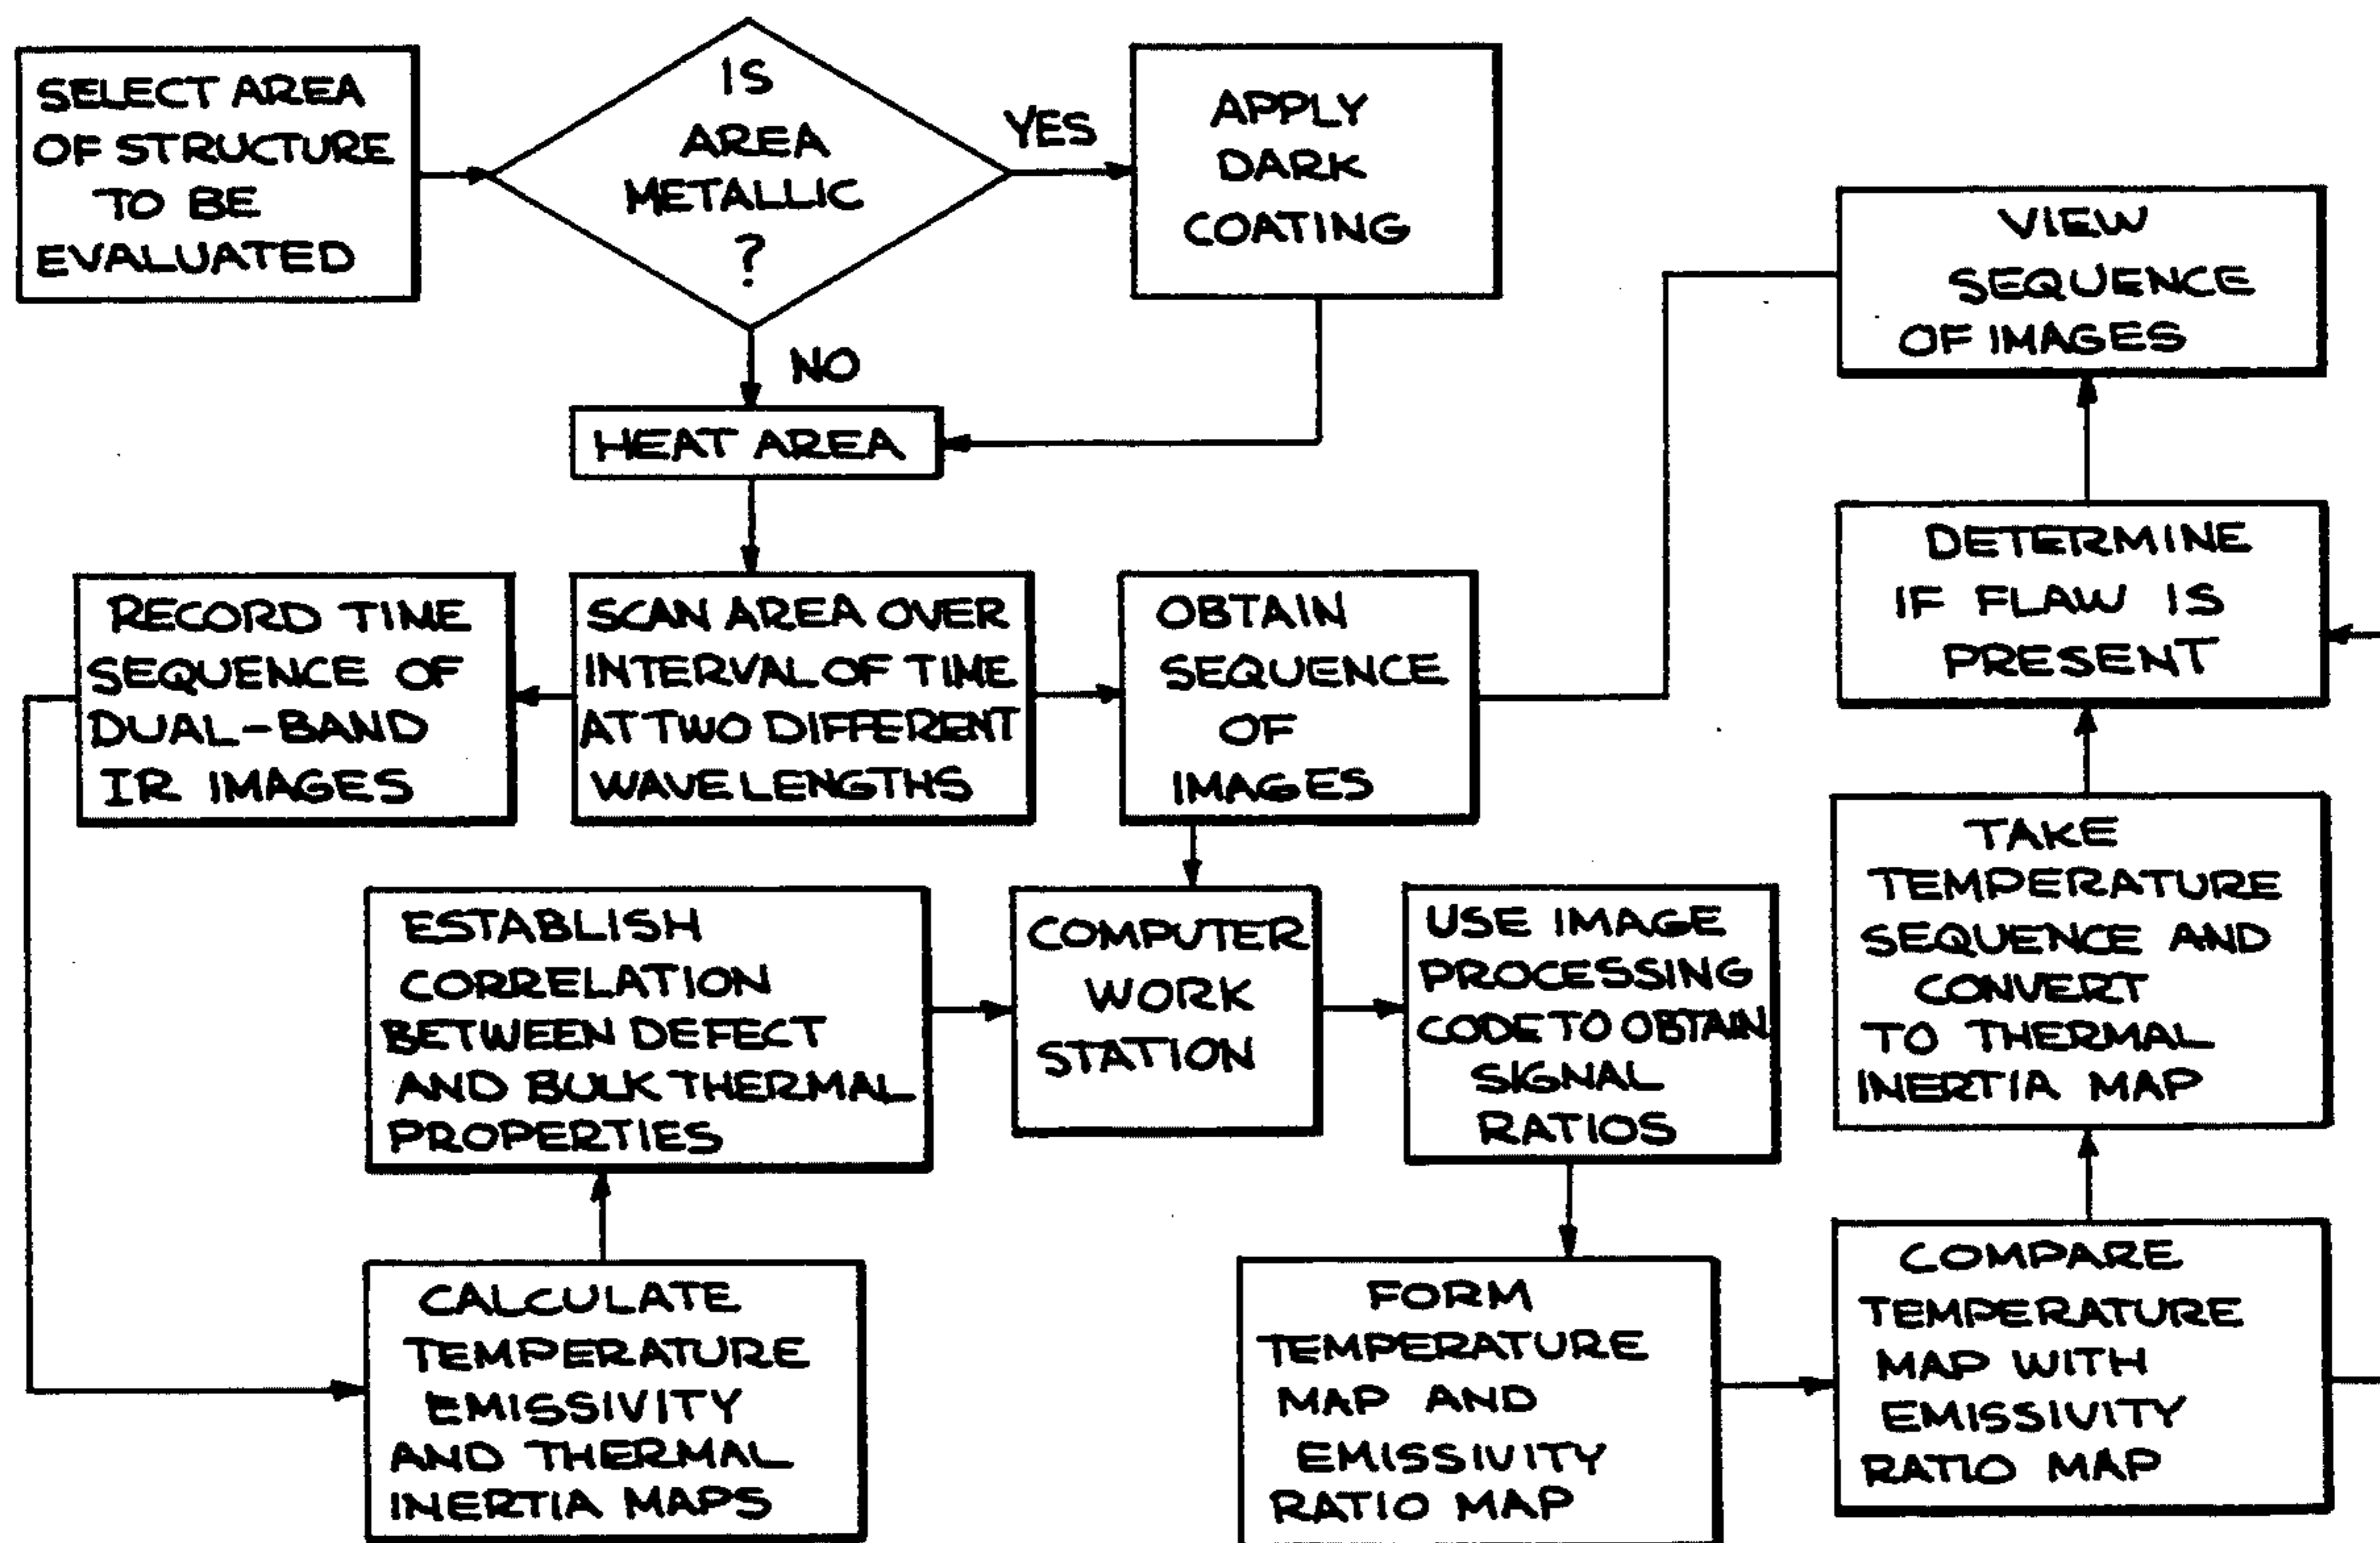 SELECT AREA
OF STRUCTURE
TO BE
EVALUATED
IS
AREA
METALLIC
?
YES
APPLY
DARK
COATING
NO
HEAT AREA
VIEW
SEQUENCE
OF IMAGES
DETERMINE
IF FLAW IS
PRESENT
RECORD TIME
SEQUENCE OF
DUAL-BAND
IR IMAGES
SCAN AREA OVER
INTERVAL OF TIME
AT TWO DIFFERENT
WAVELENGTHS
OBTAIN
SEQUENCE
OF
IMAGES
TAKE
TEMPERATURE
SEQUENCE AND
CONVERT
TO THERMAL
INERTIA MAP
ESTABLISH
CORRELATION
BETWEEN DEFECT
AND BULK THERMAL
PROPERTIES
COMPUTER
WORK
STATION
USE IMAGE
PROCESSING
CODE TO OBTAIN
SIGNAL
RATIOS
CALCULATE
TEMPERATURE
EMISSIVITY
AND THERMAL
INERTIA MAPS
FORM
TEMPERATURE
MAP AND
EMISSIVITY
RATIO MAP
COMPARE
TEMPERATURE
MAP WITH
EMISSIVITY
RATIO MAP